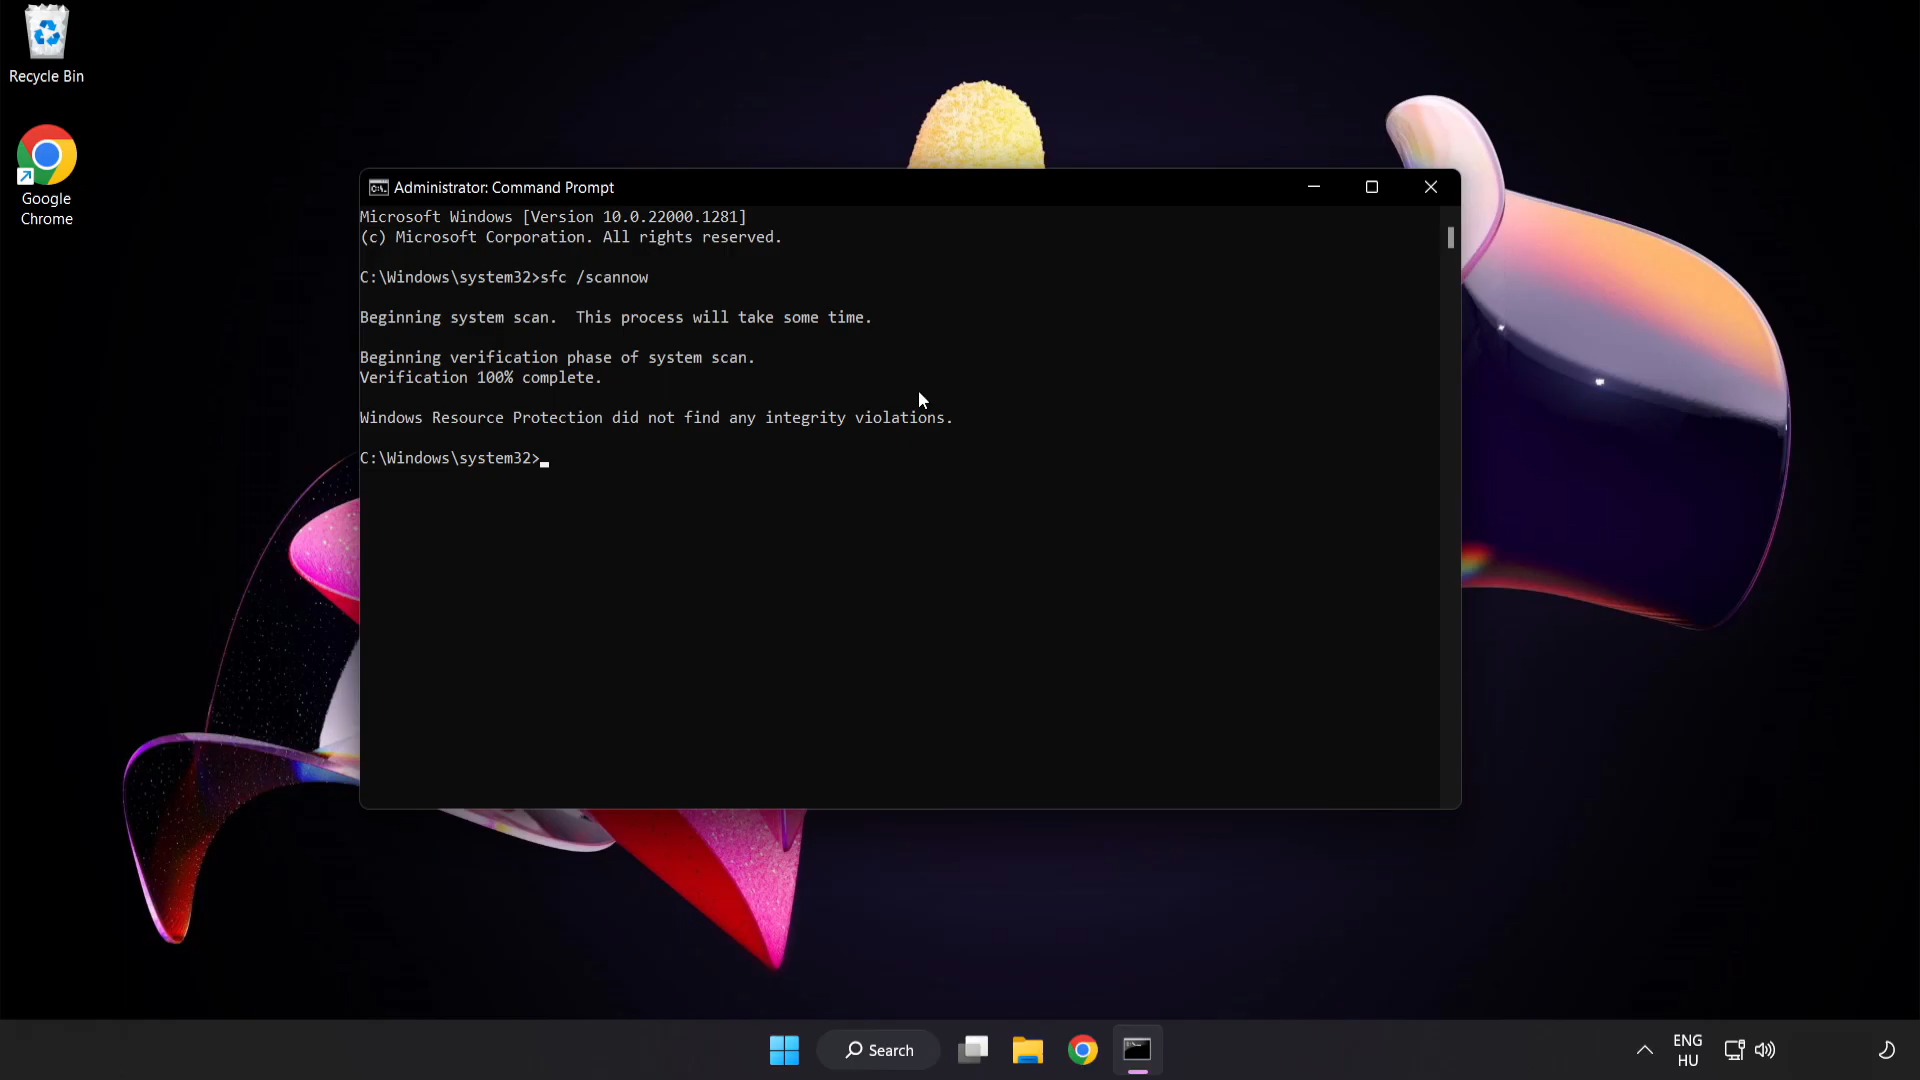 Recycle Bin
Google
Chrome
Administrator: Command Prompt
Microsoft Windows [Version 10.0.22000.1281]
(c) Microsoft Corporation. All rights reserved.
C:\Windows\system32>sfc /scannow
Beginning system scan.  This process will take some time.
Beginning verification phase of system scan.
Verification 100% complete.
Windows Resource Protection did not find any integrity violations.
C:\Windows\system32>
Search
ENG
HU